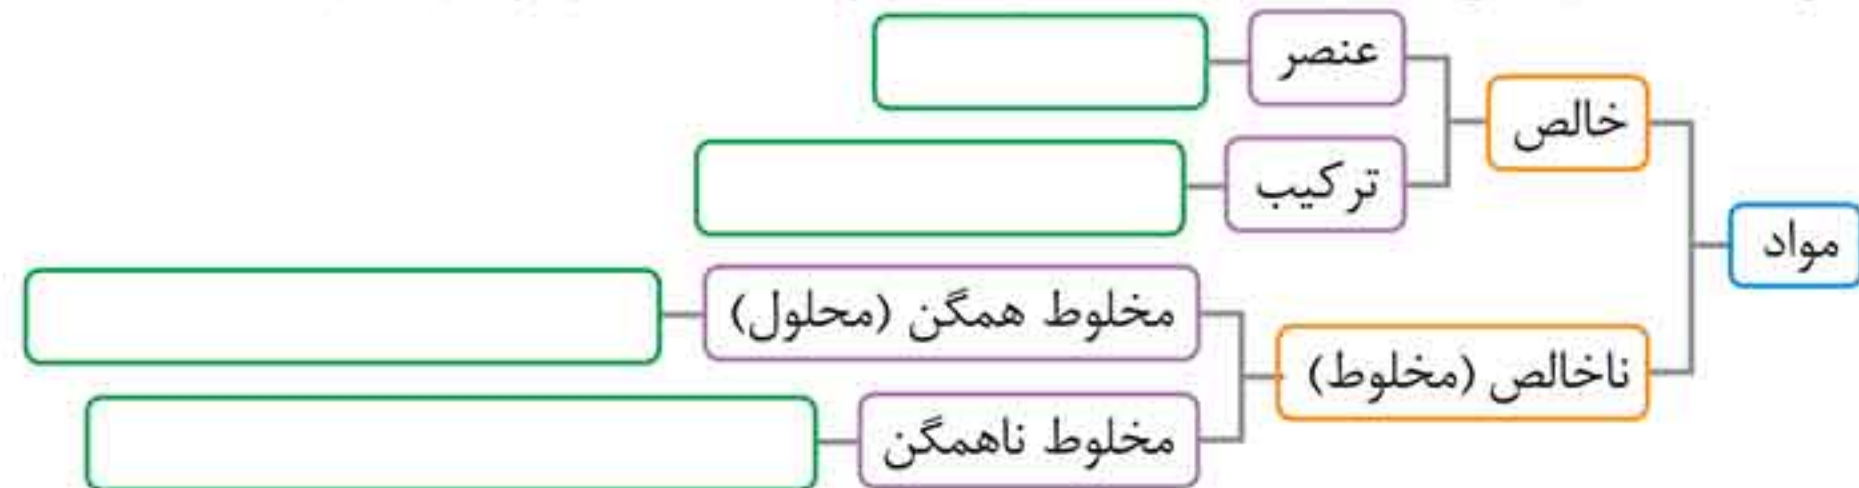 عنصر
خالص
ترکیب
مواد
مخلوط همگن (محلول)
ناخالص (مخلوط)
مخلوط ناهمگن